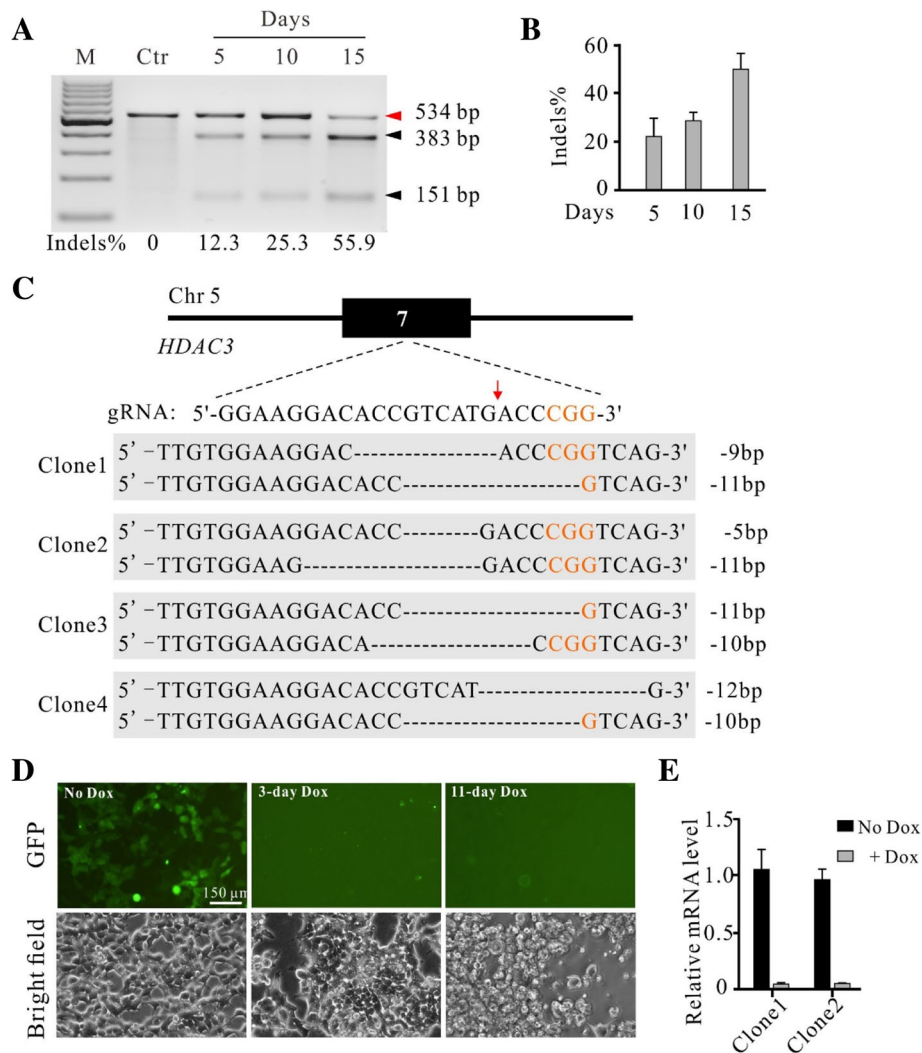 A
Days
M Ctr 5 10 15
534 bp
383 bp
151 bp
Indels% 0 12.3 25.3 55.9
B
60
40
20
0
Indels%
Days 5 10 15
C
Chr 5
7
HDAC3
gRNA: 5'-GGAAGGACACCGTCATGACCCGG-3'
Clone1
5' -TTGTGGAAGGAC--------------ACCCGGTCAG-3' -9bp
5' -TTGTGGAAGGACACC-----------------GTCAG-3' -11bp
Clone2
5' -TTGTGGAAGGACACC-------GACCCGGTCAG-3' -5bp
5' -TTGTGGAAG-----------------GACCCGGTCAG-3' -11bp
Clone3
5' -TTGTGGAAGGACACC-----------------GTCAG-3' -11bp
5' -TTGTGGAAGGACA---------------CCGGTCAG-3' -10bp
Clone4
5' -TTGTGGAAGGACACCGTCAT----------------G-3' -12bp
5' -TTGTGGAAGGACACC-----------------GTCAG-3' -10bp
D
No Dox
3-day Dox
11-day Dox
GFP
150 μm
Bright field
E
1.5
1.0
0.5
0
Relative mRNA level
No Dox
+ Dox
Clone1
Clone2